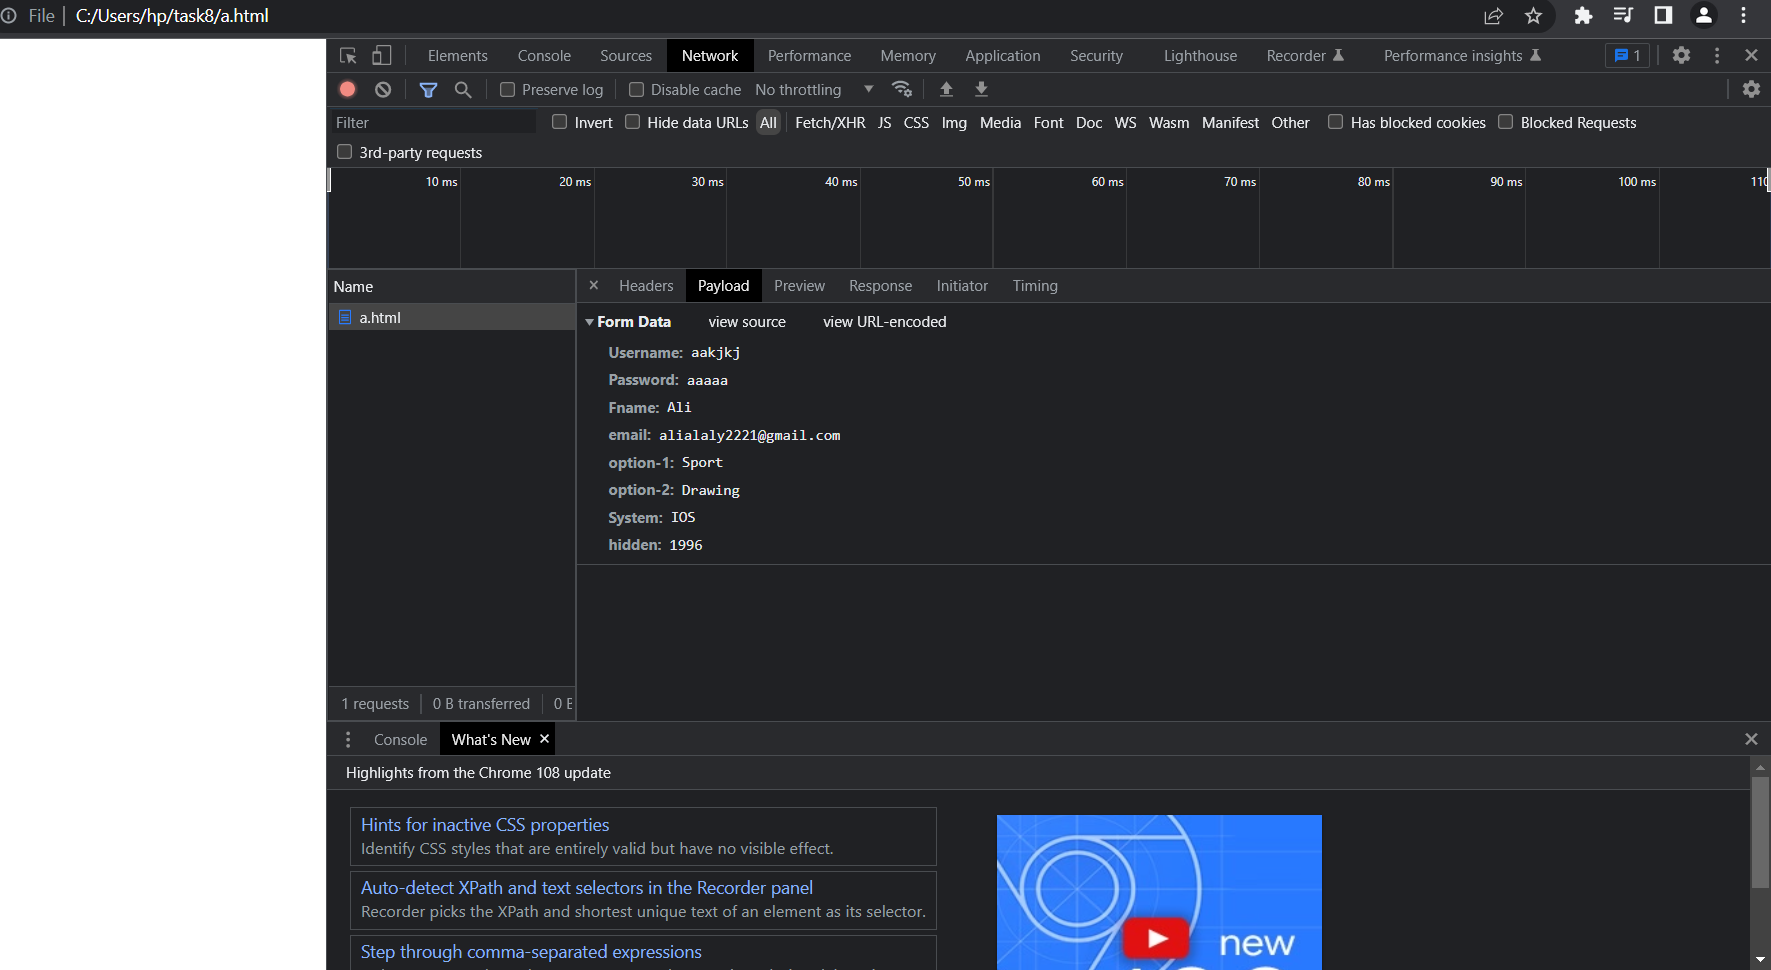 File | C:/Users/hp/task8/a.html
Elements Console Sources Network Performance Memory Application Security Lighthouse Recorder Performance insights 1
Preserve log Disable cache No throttling
Filter Invert Hide data URLs All Fetch/XHR JS CSS Img Media Font Doc WS Wasm Manifest Other Has blocked cookies Blocked Requests
3rd-party requests
10 ms 20 ms 30 ms 40 ms 50 ms 60 ms 70 ms 80 ms 90 ms 100 ms 110
Name × Headers Payload Preview Response Initiator Timing
a.html
Form Data view source view URL-encoded
Username: aakjkj
Password: aaaaa
Fname: Ali
email: alialaly2221@gmail.com
option-1: Sport
option-2: Drawing
System: IOS
hidden: 1996
1 requests 0 B transferred 0
Console What's New ×
Highlights from the Chrome 108 update
Hints for inactive CSS properties
Identify CSS styles that are entirely valid but have no visible effect.
Auto-detect XPath and text selectors in the Recorder panel
Recorder picks the XPath and shortest unique text of an element as its selector.
Step through comma-separated expressions
new